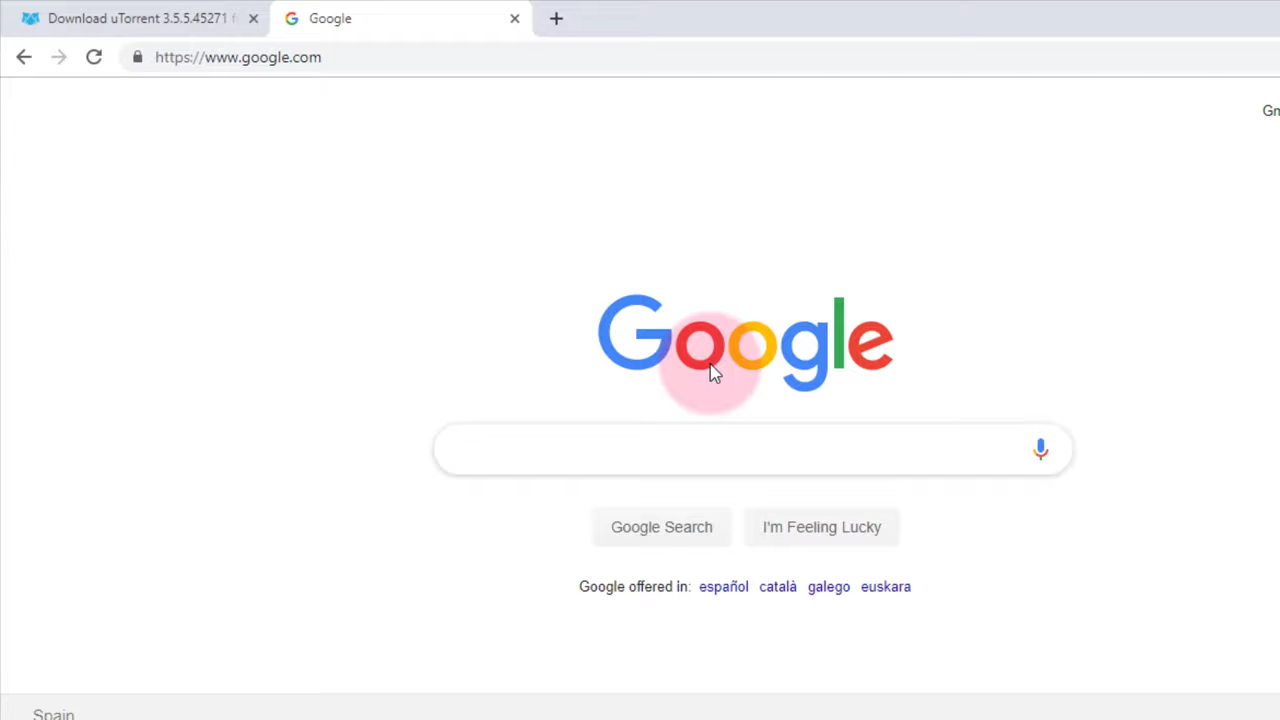 Download uTorrent 3.5.5.45271 Google
https://www.google.com
Google
Google Search I'm Feeling Lucky
Google offered in: español català galego euskara
Spain